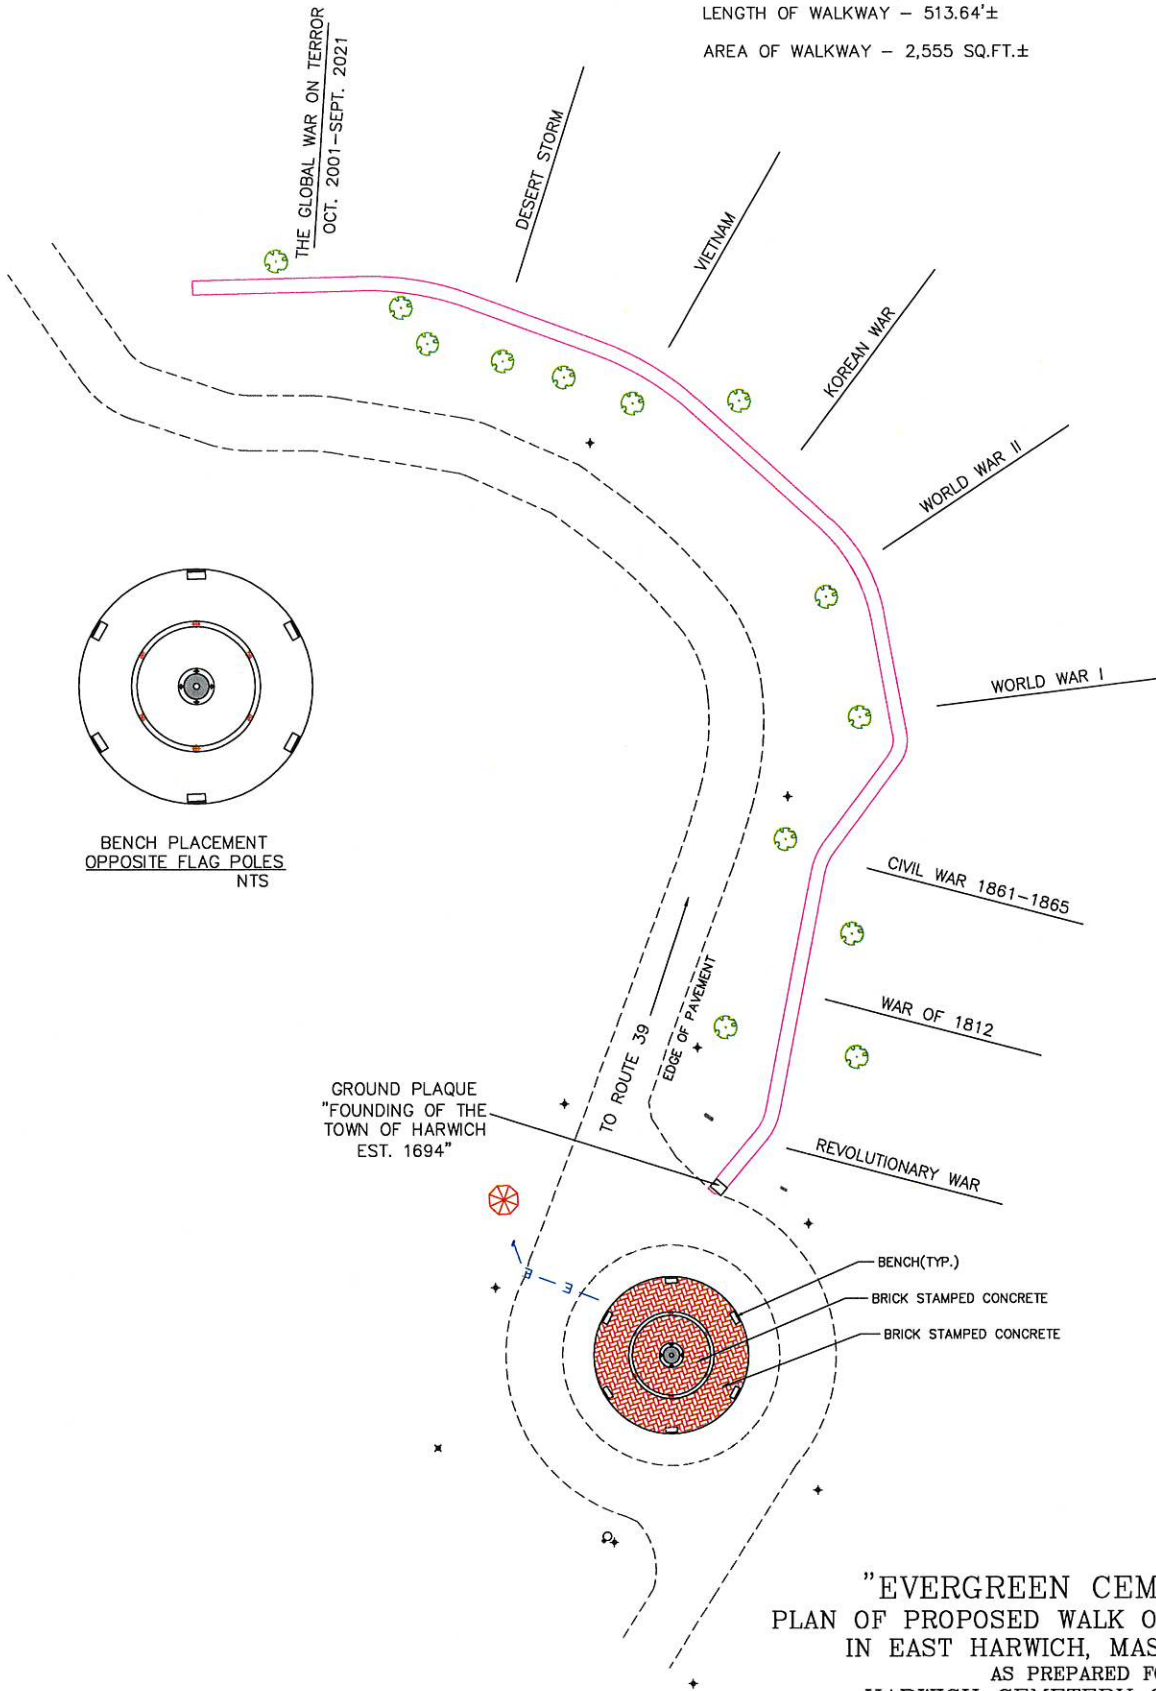 LENGTH OF WALKWAY – 513.64'±
AREA OF WALKWAY – 2,555 SQ.FT.±
THE GLOBAL WAR ON TERROR
OCT. 2001–SEPT. 2021
DESERT STORM
VIETNAM
KOREAN WAR
WORLD WAR II
WORLD WAR I
BENCH PLACEMENT
OPPOSITE FLAG POLES
NTS
CIVIL WAR 1861–1865
WAR OF 1812
EDGE OF PAVEMENT
TO ROUTE 39
GROUND PLAQUE
"FOUNDING OF THE
TOWN OF HARWICH
EST. 1694"
REVOLUTIONARY WAR
BENCH(TYP.)
BRICK STAMPED CONCRETE
BRICK STAMPED CONCRETE
E E
"EVERGREEN CEM
PLAN OF PROPOSED WALK O
IN EAST HARWICH, MAS
AS PREPARED FO
HARWICH CEMETERY